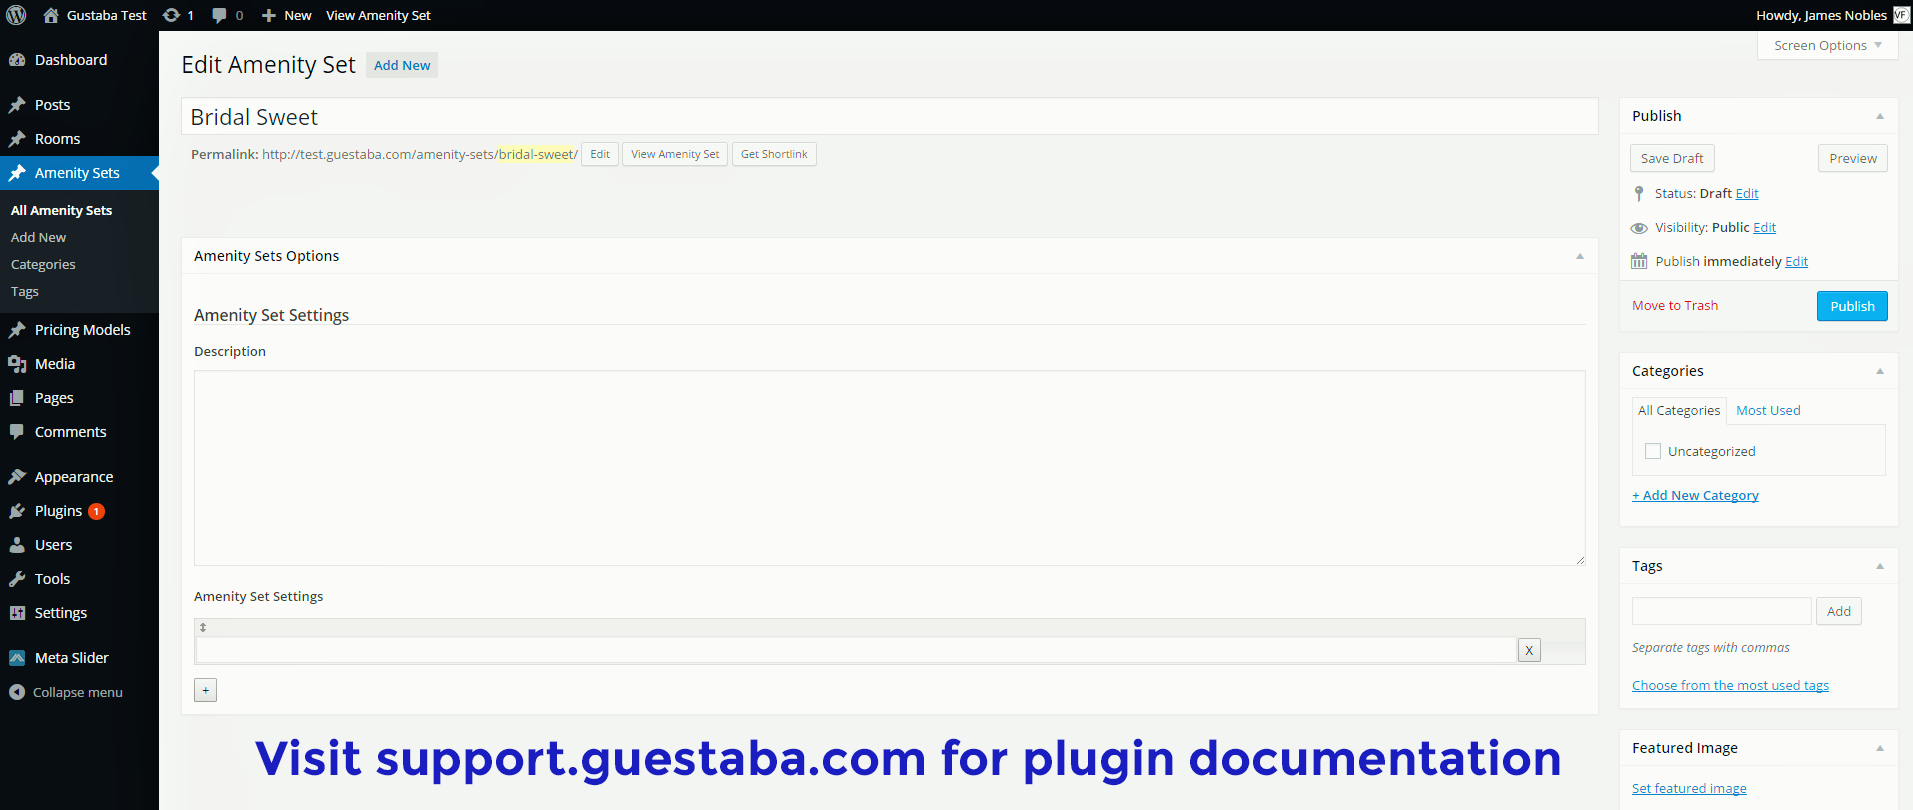 Gustaba Test 1 0 New View Amenity Set Howdy, James Nobles VF
Screen Options
Dashboard
Posts
Rooms
Amenity Sets
All Amenity Sets
Add New
Categories
Tags
Pricing Models
Media
Pages
Comments
Appearance
Plugins 1
Users
Tools
Settings
Meta Slider
Collapse menu
Edit Amenity Set Add New
Bridal Sweet
Permalink: http://test.guestaba.com/amenity-sets/bridal-sweet/ Edit View Amenity Set Get Shortlink
Amenity Sets Options
Amenity Set Settings
Description
Amenity Set Settings
X
+
Publish
Save Draft Preview
Status: Draft Edit
Visibility: Public Edit
Publish immediately Edit
Move to Trash Publish
Categories
All Categories Most Used
Uncategorized
+ Add New Category
Tags
Add
Separate tags with commas
Choose from the most used tags
Featured Image
Set featured image
Visit support.guestaba.com for plugin documentation